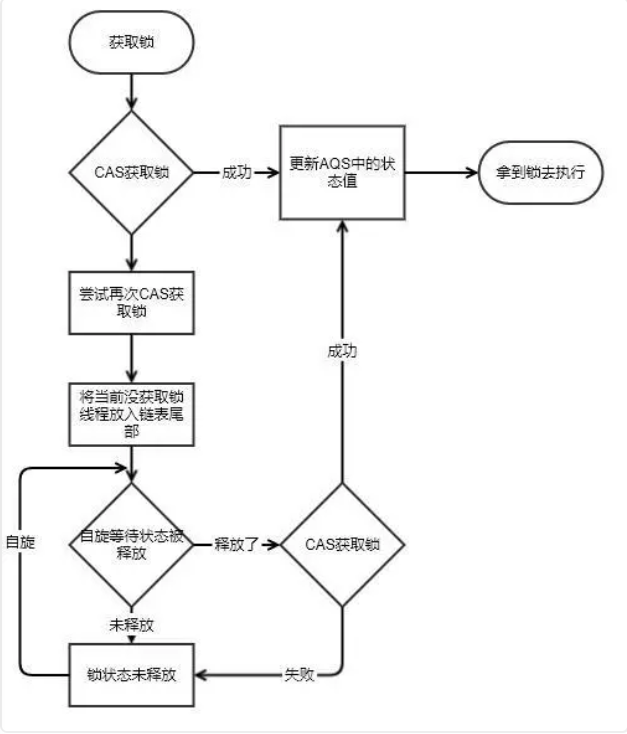 获取锁
CAS获取锁
成功
更新AQS中的状
态值
拿到锁去执行
尝试再次CAS获
取锁
成功
将当前没获取锁
线程放入链表尾
部
自旋
自旋等待状态被
释放
释放了
CAS获取锁
未释放
锁状态未释放
失败